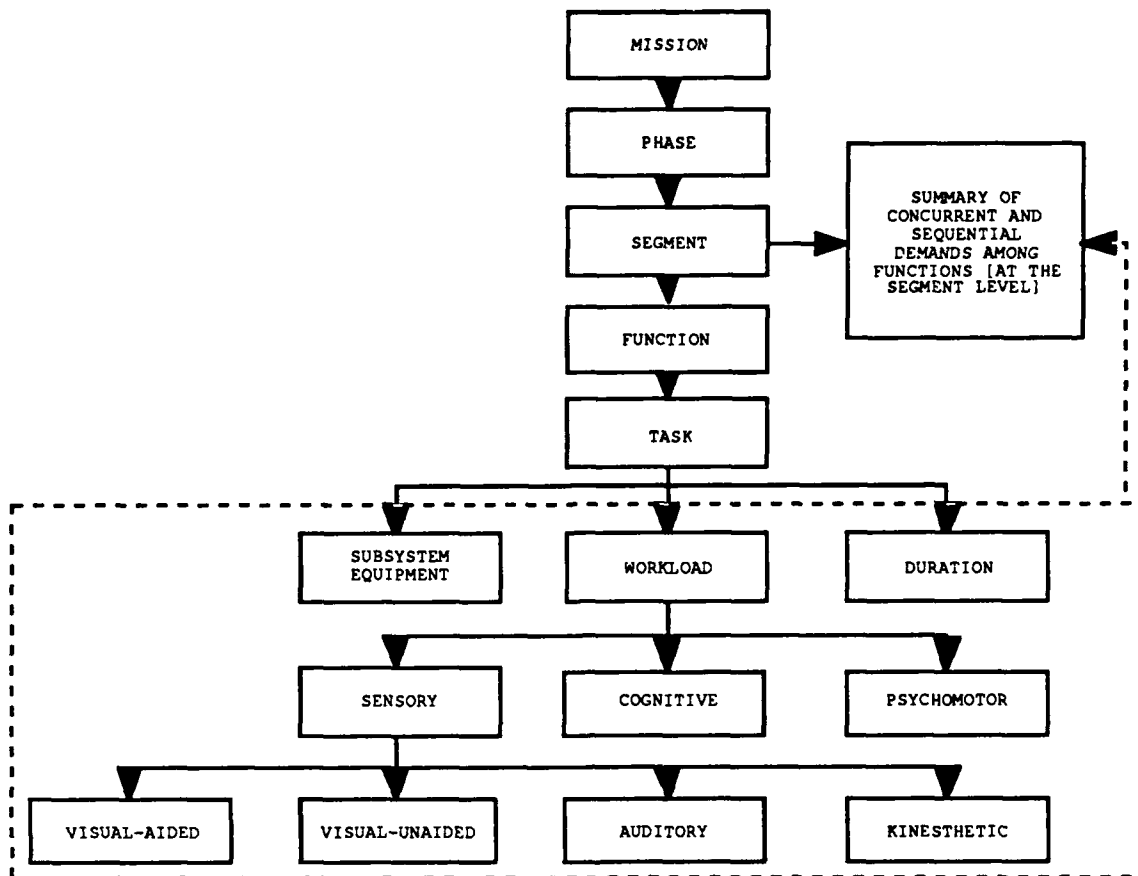 MISSION
PHASE
SEGMENT
SUMMARY OF
CONCURRENT AND
SEQUENTIAL
DEMANDS AMONG
FUNCTIONS [AT THE
SEGMENT LEVEL]
FUNCTION
TASK
SUBSYSTEM
EQUIPMENT
WORKLOAD
DURATION
SENSORY
COGNITIVE
PSYCHOMOTOR
VISUAL-AIDED
VISUAL-UNAIDED
AUDITORY
KINESTHETIC